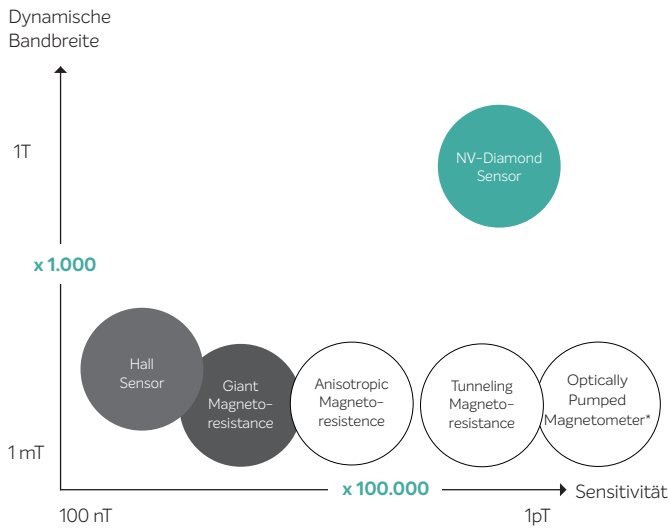 Dynamische
Bandbreite
1T
NV-Diamond
Sensor
x 1.000
Hall
Sensor
Giant
Magneto-
resistance
Anisotropic
Magneto-
resistence
Tunneling
Magneto-
resistance
Optically
Pumped
Magnetometer*
1 mT
x 100.000
Sensitivität
100 nT
1pT